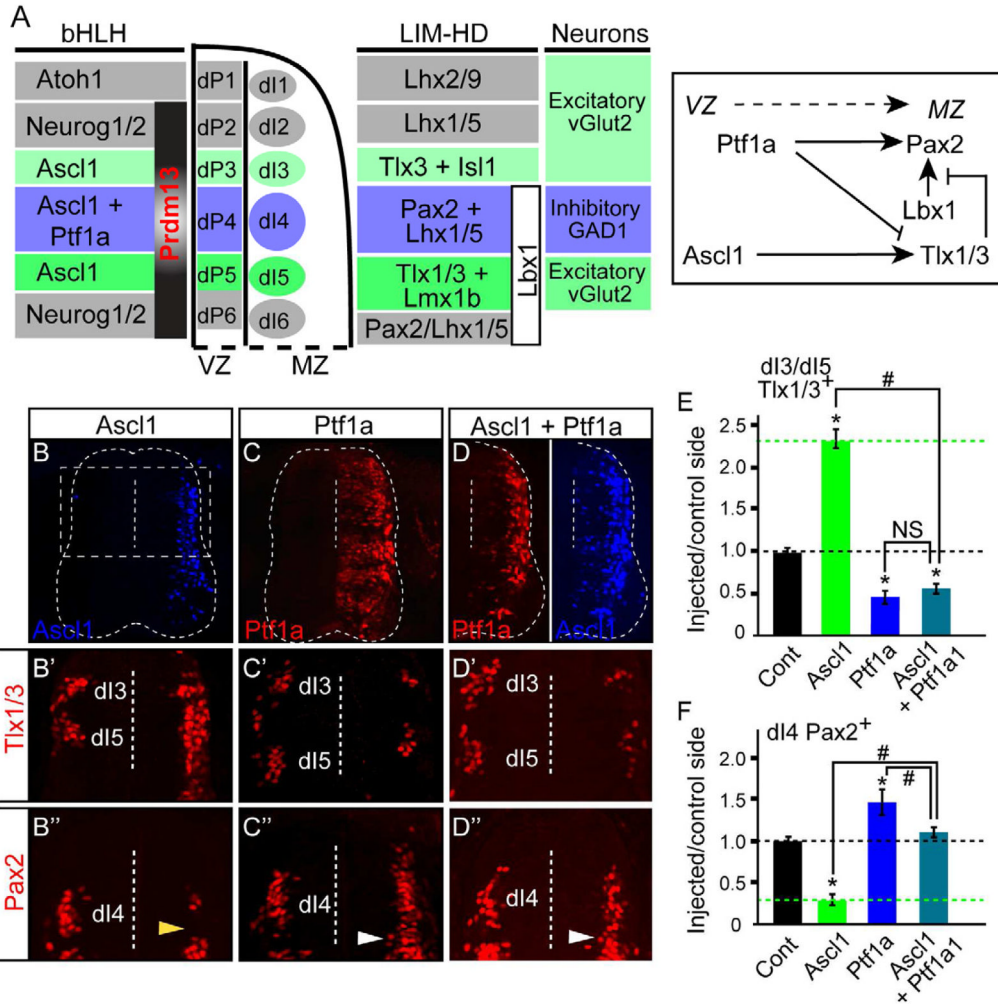 A
bHLH
LIM-HD
Neurons
Atoh1
dP1
dI1
Lhx2/9
Excitatory
vGlut2
Neurog1/2
dP2
dI2
Lhx1/5
Ascl1
dP3
dI3
Tlx3 + Isl1
Ascl1 +
Ptf1a
Prdm13
dP4
dI4
Pax2 +
Lhx1/5
Lbx1
Inhibitory
GAD1
Ascl1
dP5
dI5
Tlx1/3 +
Lmx1b
Excitatory
vGlut2
Neurog1/2
dP6
dI6
Pax2/Lhx1/5
VZ
MZ
VZ
MZ
Ptf1a
Pax2
Lbx1
Ascl1
Tlx1/3
Ascl1
Ptf1a
Ascl1 + Ptf1a
B
Ascl1
C
Ptf1a
D
Ptf1a
Ascl1
Tlx1/3
B'
dI3
dI5
C'
dI3
dI5
D'
dI3
dI5
Pax2
B"
dI4
C"
dI4
D"
dI4
E
dI3/dI5
Tlx1/3+
Injected/control side
2.5
2.0
1.0
0.5
0
*
#
NS
*
*
Cont
Ascl1
Ptf1a
Ascl1
+ Ptf1a1
F
dI4 Pax2+
Injected/control side
2.0
1.0
0.5
0
#
#
*
*
Cont
Ascl1
Ptf1a
Ascl1
+ Ptf1a1